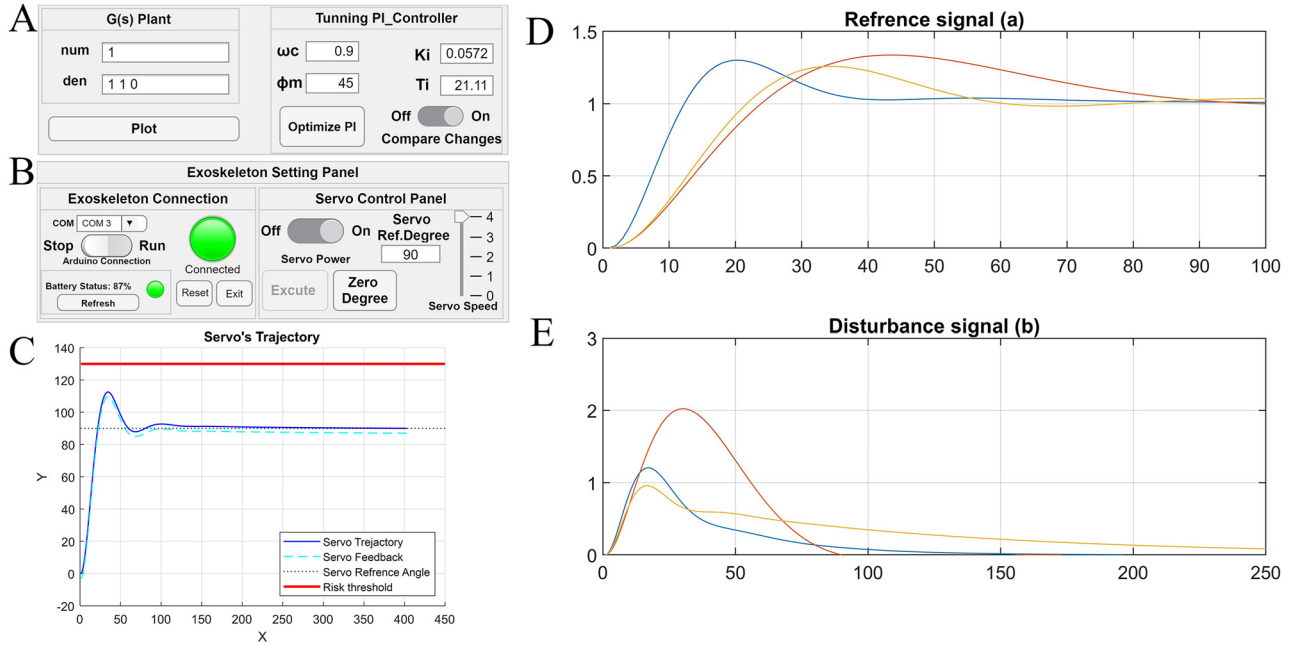 A
G(s) Plant
num 1
den 1 1 0
Plot
Tunning PI_Controller
ωc 0.9 Ki 0.0572
ϕm 45 Ti 21.11
Optimize PI
Off On
Compare Changes
B
Exoskeleton Setting Panel
Exoskeleton Connection
COM COM 3
Stop Run
Arduino Connection
Connected
Battery Status: 87%
Refresh
Reset Exit
Servo Control Panel
Off On
Servo Power
Servo
Ref.Degree
90
Excute
Zero
Degree
4
3
2
1
0
Servo Speed
C
Servo's Trajectory
140
120
100
80
60
40
20
0
-20
Y
0 50 100 150 200 250 300 350 400 450
X
Servo Trejactory
Servo Feedback
Servo Refrence Angle
Risk threshold
D
Refrence signal (a)
1.5
1
0.5
0
0 10 20 30 40 50 60 70 80 90 100
E
Disturbance signal (b)
3
2
1
0
0 50 100 150 200 250